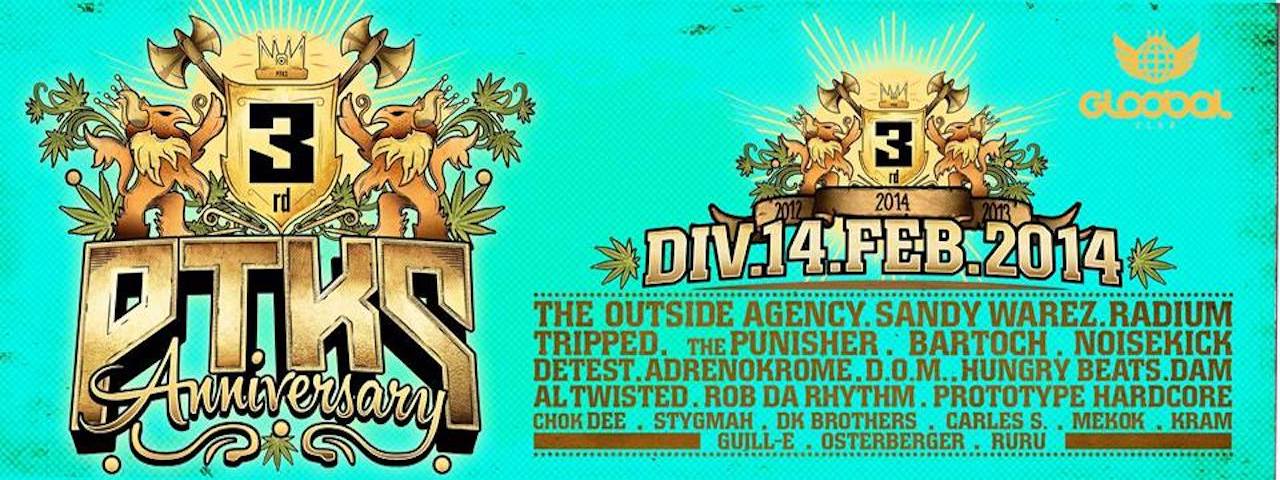 PTKS
3
rd
PTKS
Anniversary
GLOOBAL
CLUB
3
rd
2012 2014 2013
DIV.14.FEB.2014
THE OUTSIDE AGENCY. SANDY WAREZ. RADIUM
TRIPPED. THE PUNISHER . BARTOCH . NOISEKICK
DETEST. ADRENOKROME. D.O.M., HUNGRY BEATS. DAM
AL TWISTED. ROB DA RHYTHM . PROTOTYPE HARDCORE
CHOK DEE . STYGMAH . DK BROTHERS . CARLES S. . MEKOK . KRAM
GUILL-E . OSTERBERGER . RURU